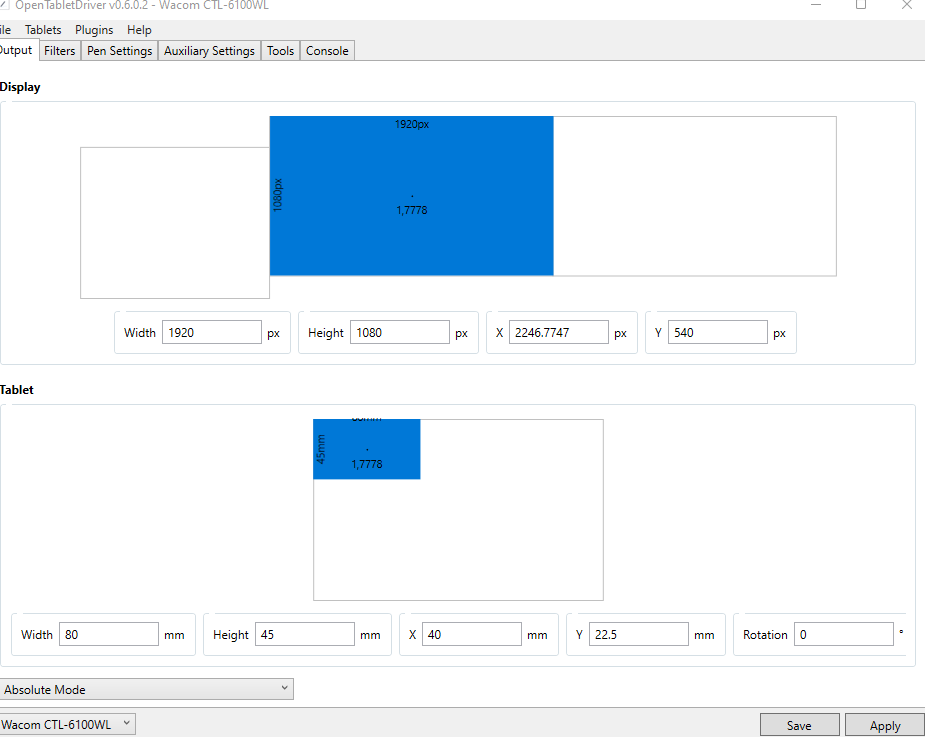 OpenTabletDriver v0.6.0.2 - Wacom CTL-6100WL
ile Tablets Plugins Help
Output Filters Pen Settings Auxiliary Settings Tools Console
Display
1920px
1080px
1,7778
Width 1920 px Height 1080 px X 2246.7747 px Y 540 px
Tablet
45mm
1,7778
Width 80 mm Height 45 mm X 40 mm Y 22.5 mm Rotation 0 °
Absolute Mode
Wacom CTL-6100WL Save Apply